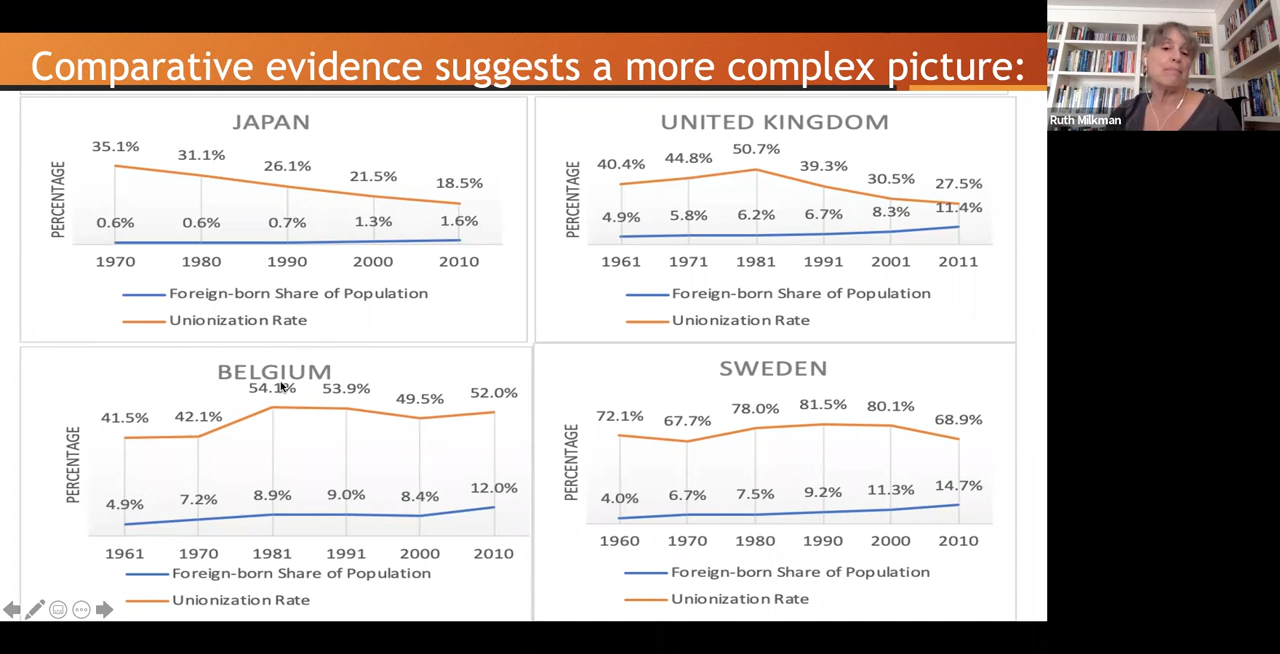 Comparative evidence suggests a more complex picture:
Ruth Milkman
JAPAN
PERCENTAGE
35.1% 31.1% 26.1% 21.5% 18.5%
0.6% 0.6% 0.7% 1.3% 1.6%
1970 1980 1990 2000 2010
Foreign-born Share of Population
Unionization Rate
UNITED KINGDOM
PERCENTAGE
40.4% 44.8% 50.7% 39.3% 30.5% 27.5%
4.9% 5.8% 6.2% 6.7% 8.3% 11.4%
1961 1971 1981 1991 2001 2011
Foreign-born Share of Population
Unionization Rate
BELGIUM
PERCENTAGE
41.5% 42.1% 54.1% 53.9% 49.5% 52.0%
4.9% 7.2% 8.9% 9.0% 8.4% 12.0%
1961 1970 1981 1991 2000 2010
Foreign-born Share of Population
Unionization Rate
SWEDEN
PERCENTAGE
72.1% 67.7% 78.0% 81.5% 80.1% 68.9%
4.0% 6.7% 7.5% 9.2% 11.3% 14.7%
1960 1970 1980 1990 2000 2010
Foreign-born Share of Population
Unionization Rate